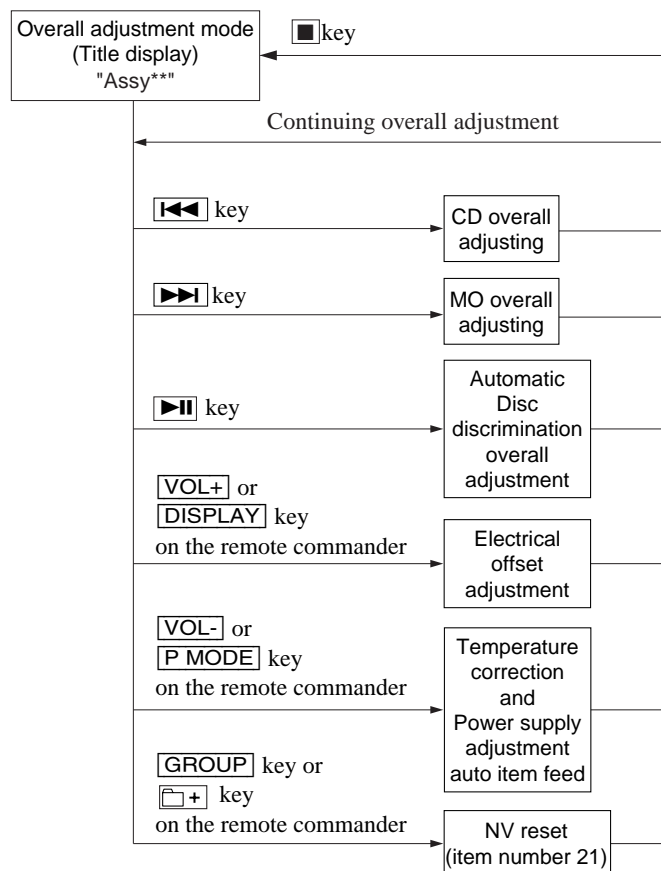 Overall adjustment mode
(Title display)
"Assy**"
■ key
Continuing overall adjustment
key
CD overall
adjusting
key
MO overall
adjusting
key
Automatic
Disc
discrimination
overall
adjustment
VOL+ or
DISPLAY key
on the remote commander
Electrical
offset
adjustment
VOL- or
P MODE key
on the remote commander
Temperature
correction
and
Power supply
adjustment
auto item feed
GROUP key or
+ key
on the remote commander
NV reset
(item number 21)